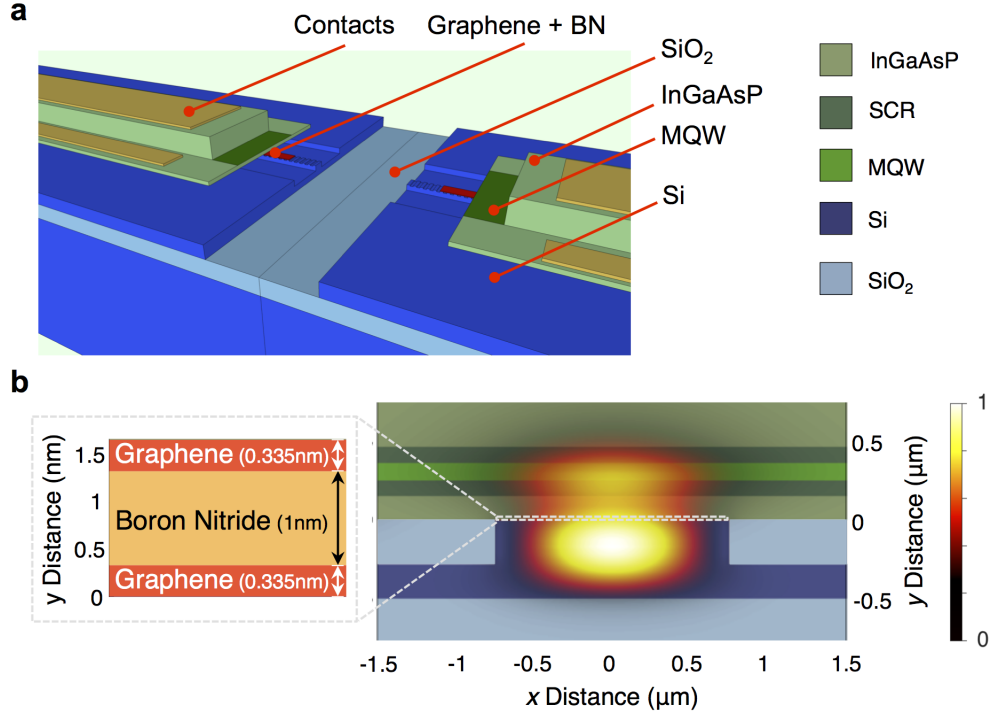 a
Contacts
Graphene + BN
SiO₂
InGaAsP
MQW
Si
InGaAsP
SCR
MQW
Si
SiO₂
b
y Distance (nm)
1.5
1
0.5
0
Graphene (0.335nm)
Boron Nitride (1nm)
Graphene (0.335nm)
0.5
0
-0.5
y Distance (μm)
1
0
-1.5 -1 -0.5 0 0.5 1 1.5
x Distance (μm)